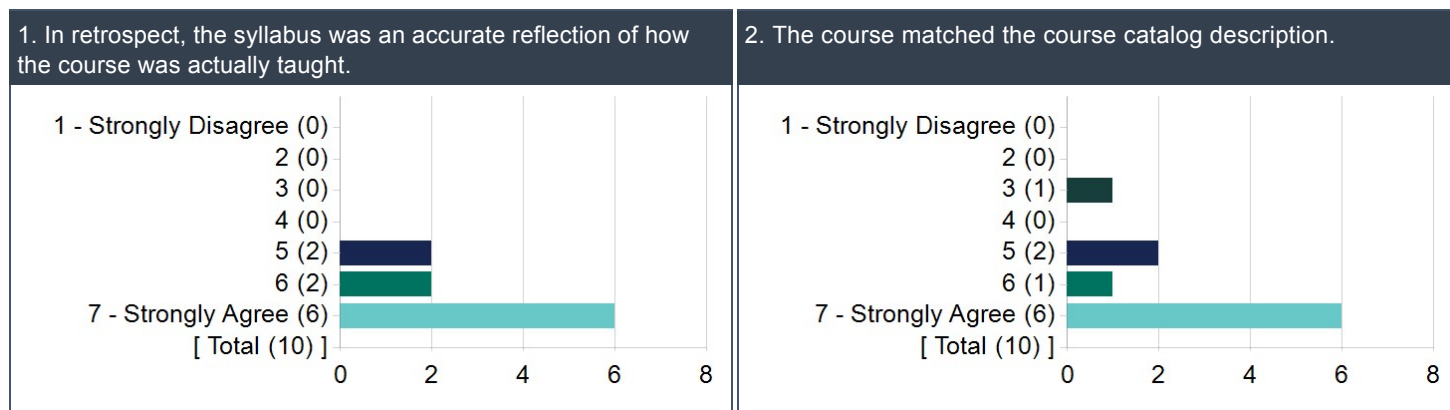 1. In retrospect, the syllabus was an accurate reflection of how
the course was actually taught.
1 - Strongly Disagree (0)
2 (0)
3 (0)
4 (0)
5 (2)
6 (2)
7 - Strongly Agree (6)
[ Total (10) ]
0 2 4 6 8
2. The course matched the course catalog description.
1 - Strongly Disagree (0)
2 (0)
3 (1)
4 (0)
5 (2)
6 (1)
7 - Strongly Agree (6)
[ Total (10) ]
0 2 4 6 8